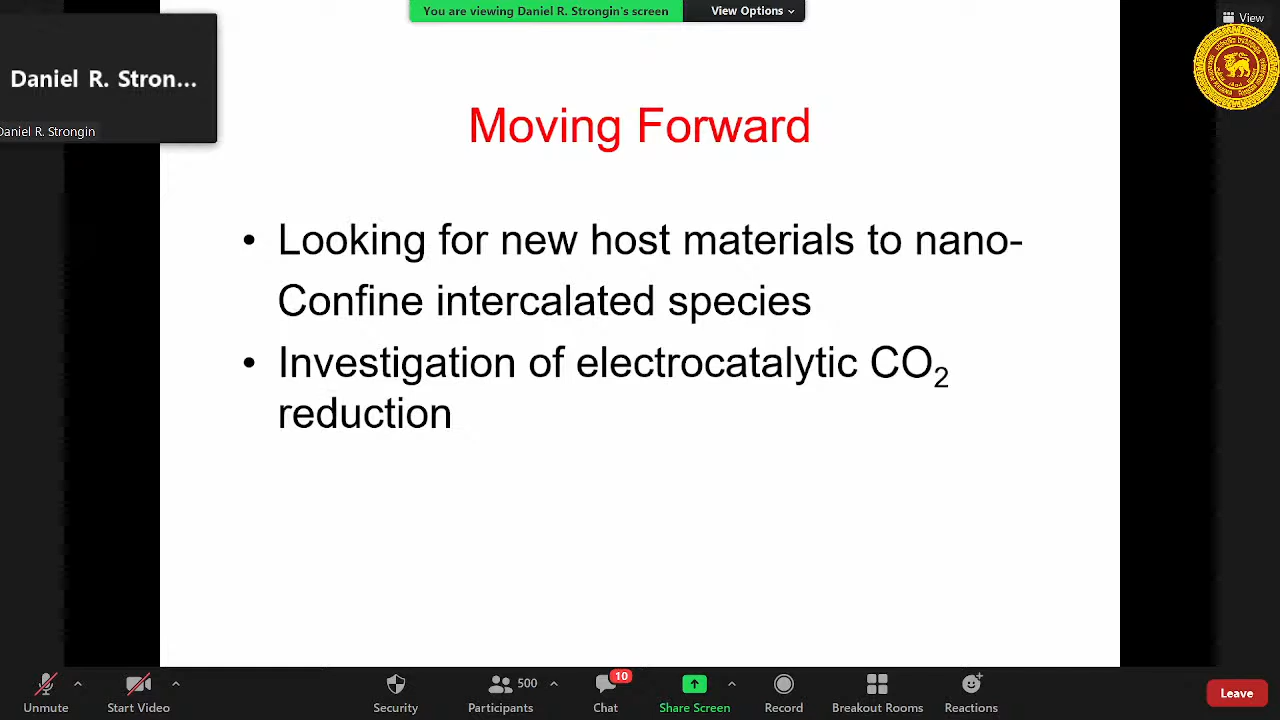 You are viewing Daniel R. Strongin's screen
View Options
View
Daniel R. Stron...
Daniel R. Strongin
Moving Forward
• Looking for new host materials to nano-
Confine intercalated species
• Investigation of electrocatalytic CO₂
reduction
Unmute
Start Video
Security
500
Participants
10
Chat
Share Screen
Record
Breakout Rooms
Reactions
Leave